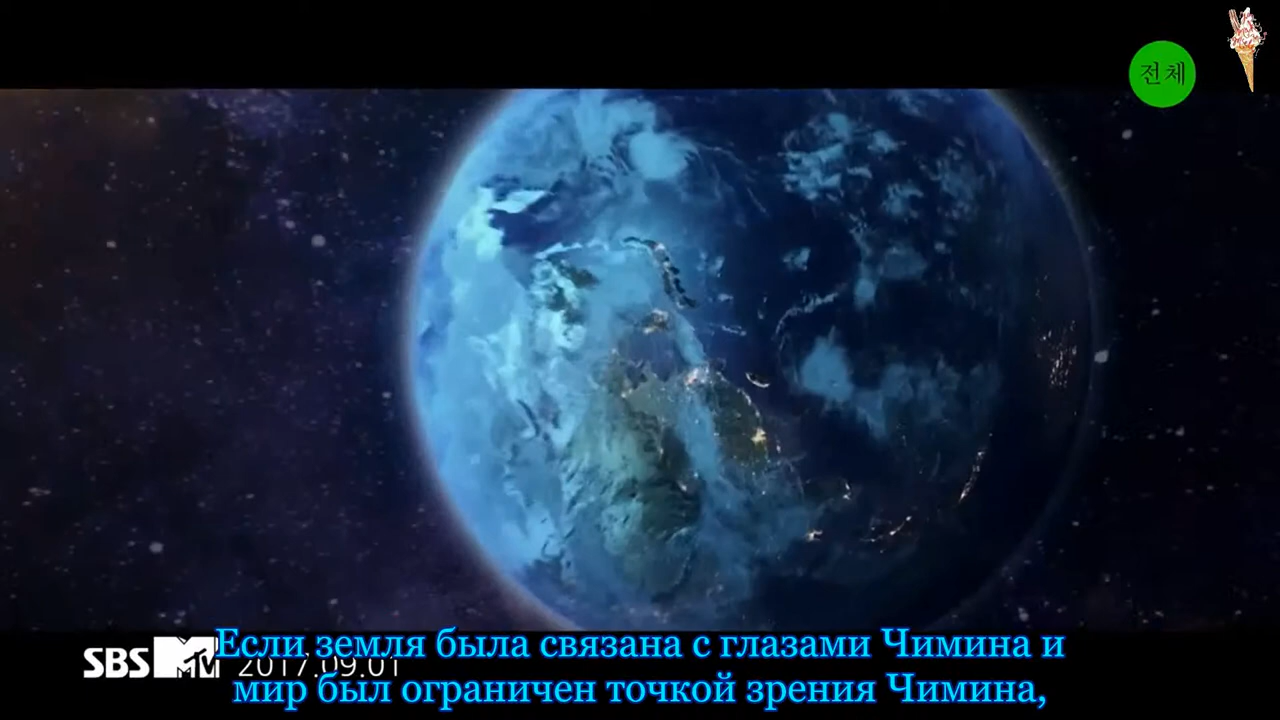 전체
SBS MTV 2017.09.01
Если земля была связана с глазами Чимина и
мир был ограничен точкой зрения Чимина,